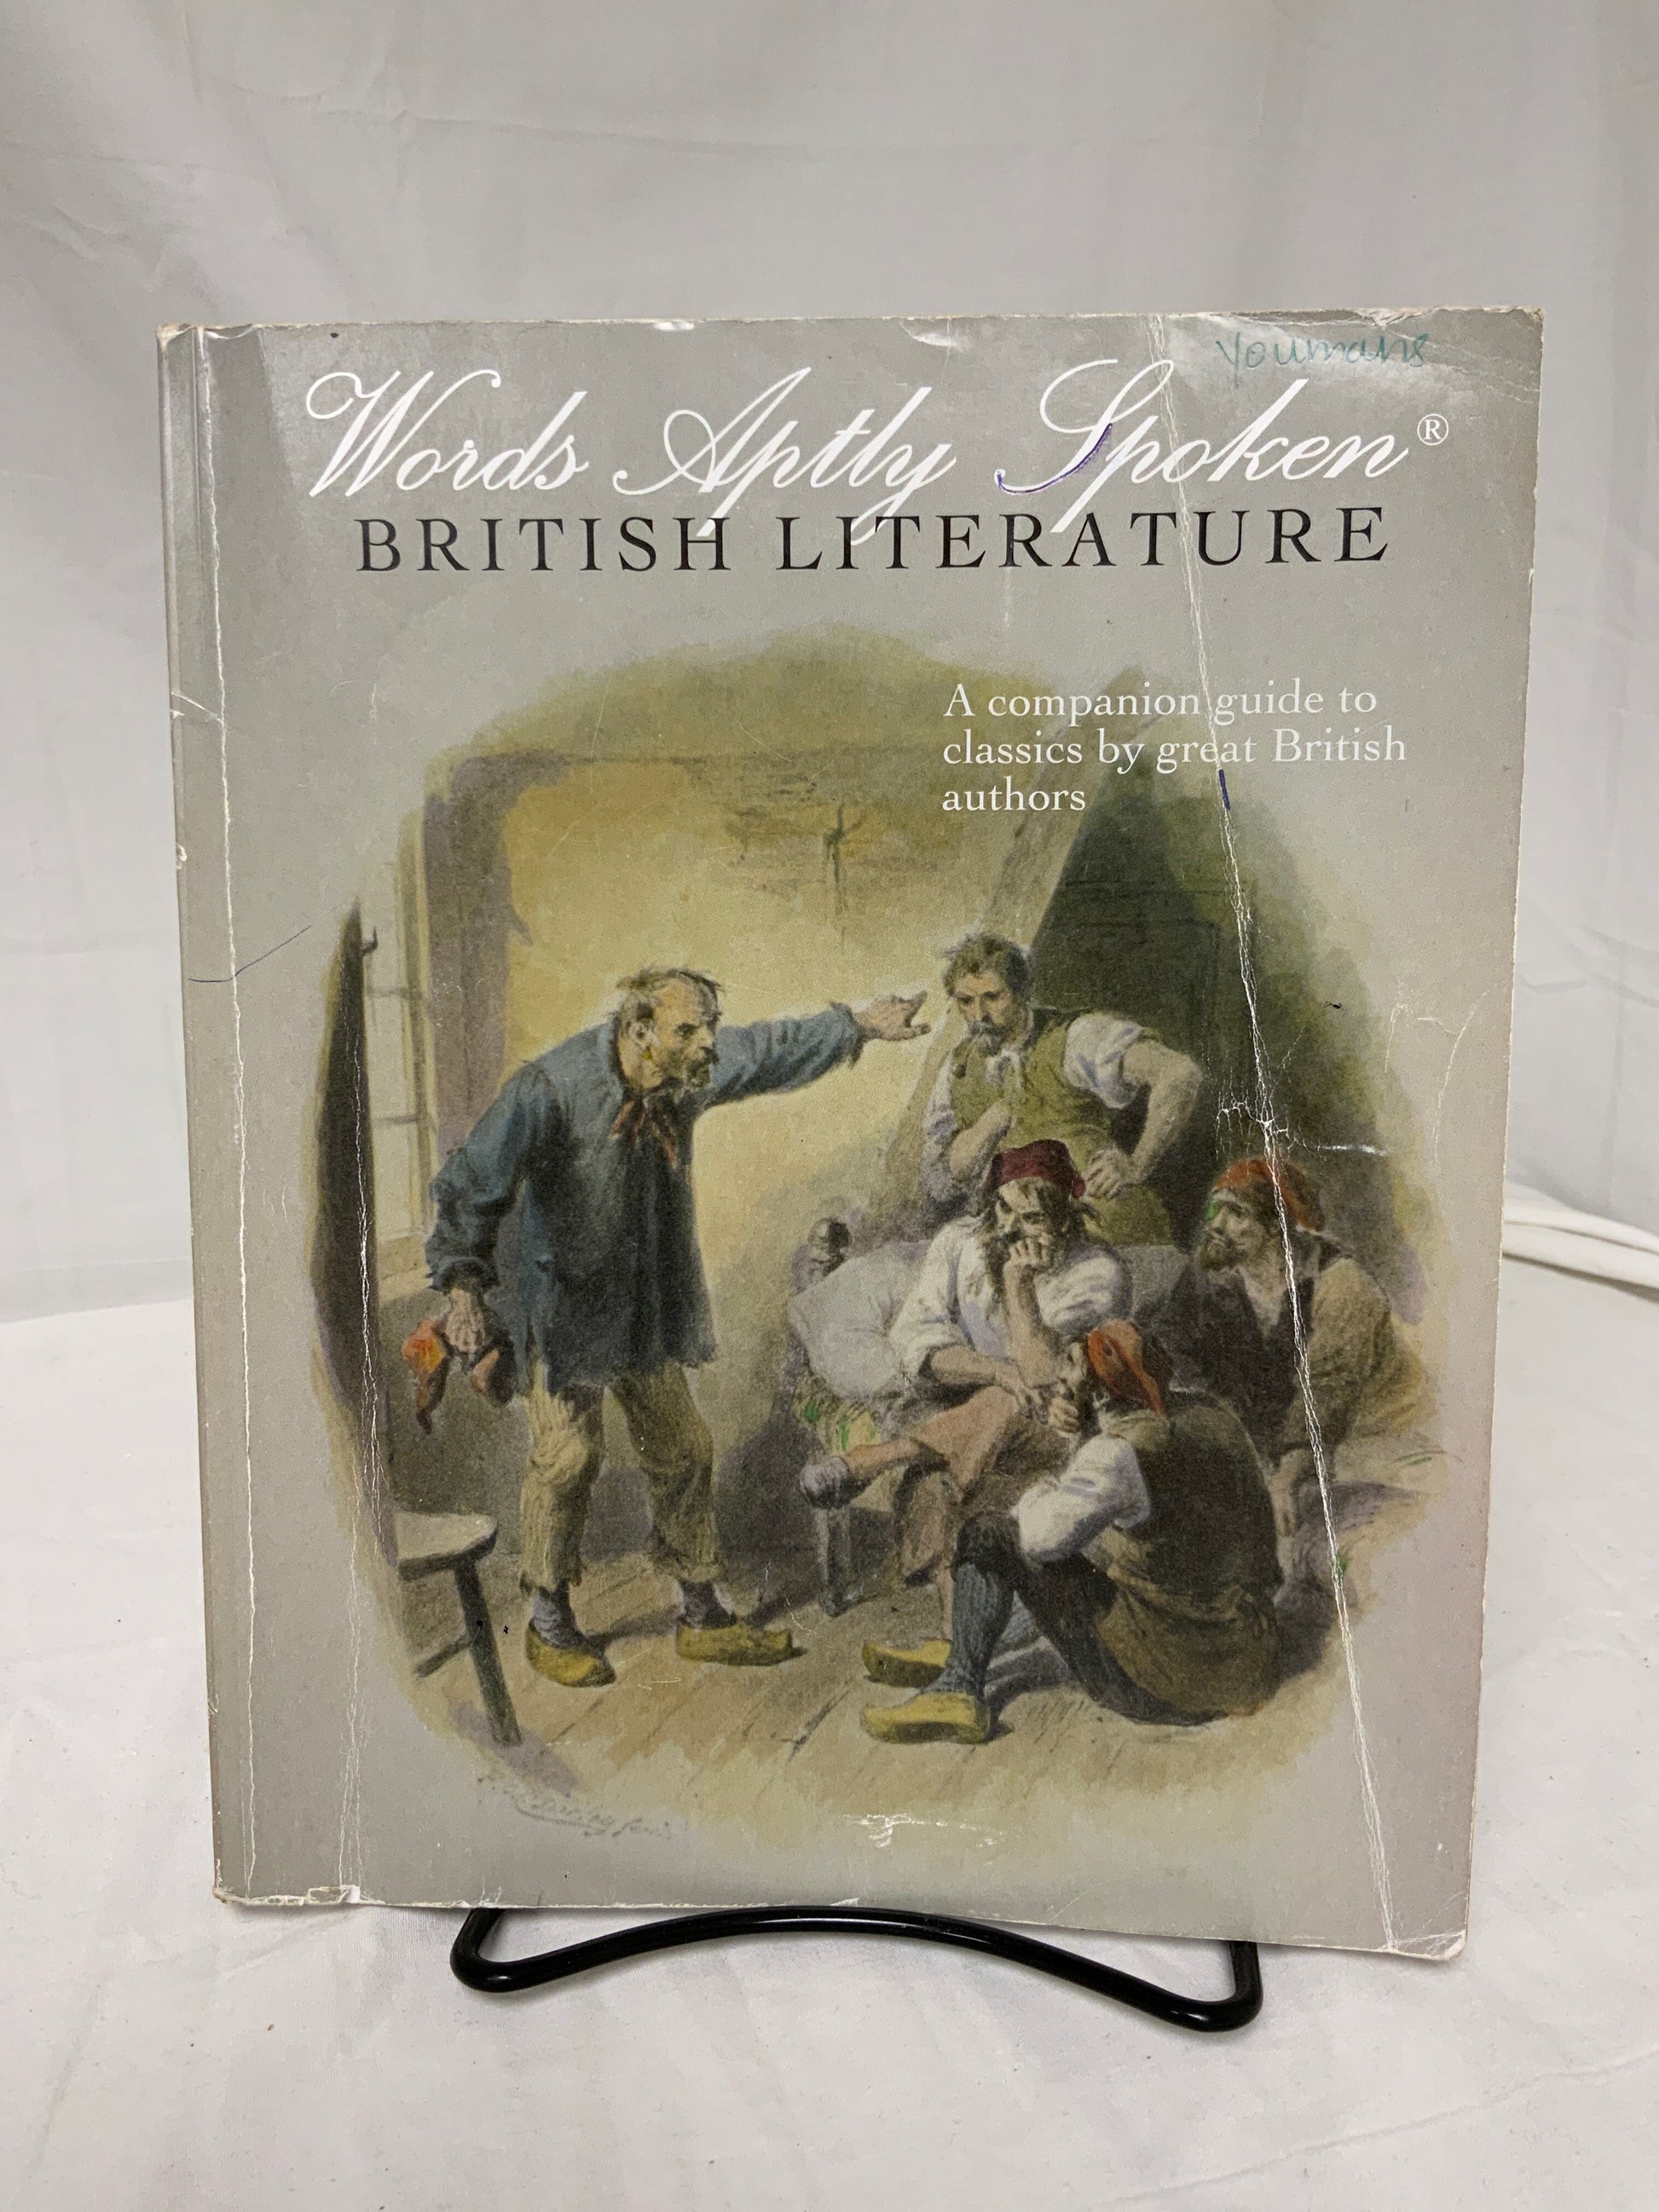 Youmans
Words Aptly Spoken®
BRITISH LITERATURE
A companion guide to
classics by great British
authors